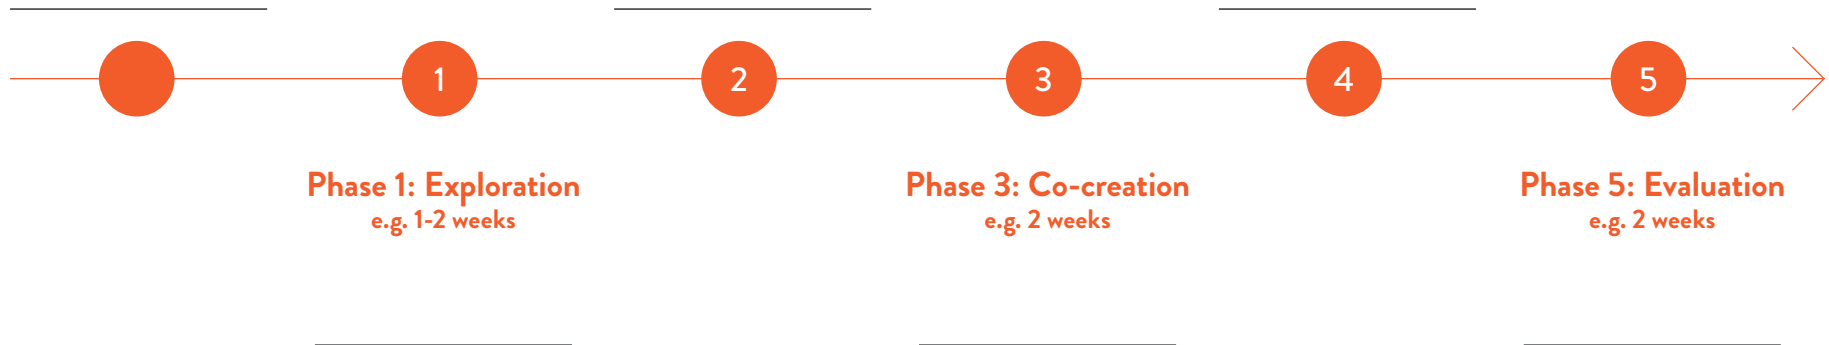 1
2
3
4
5
Phase 1: Exploration
e.g. 1-2 weeks
Phase 3: Co-creation
e.g. 2 weeks
Phase 5: Evaluation
e.g. 2 weeks